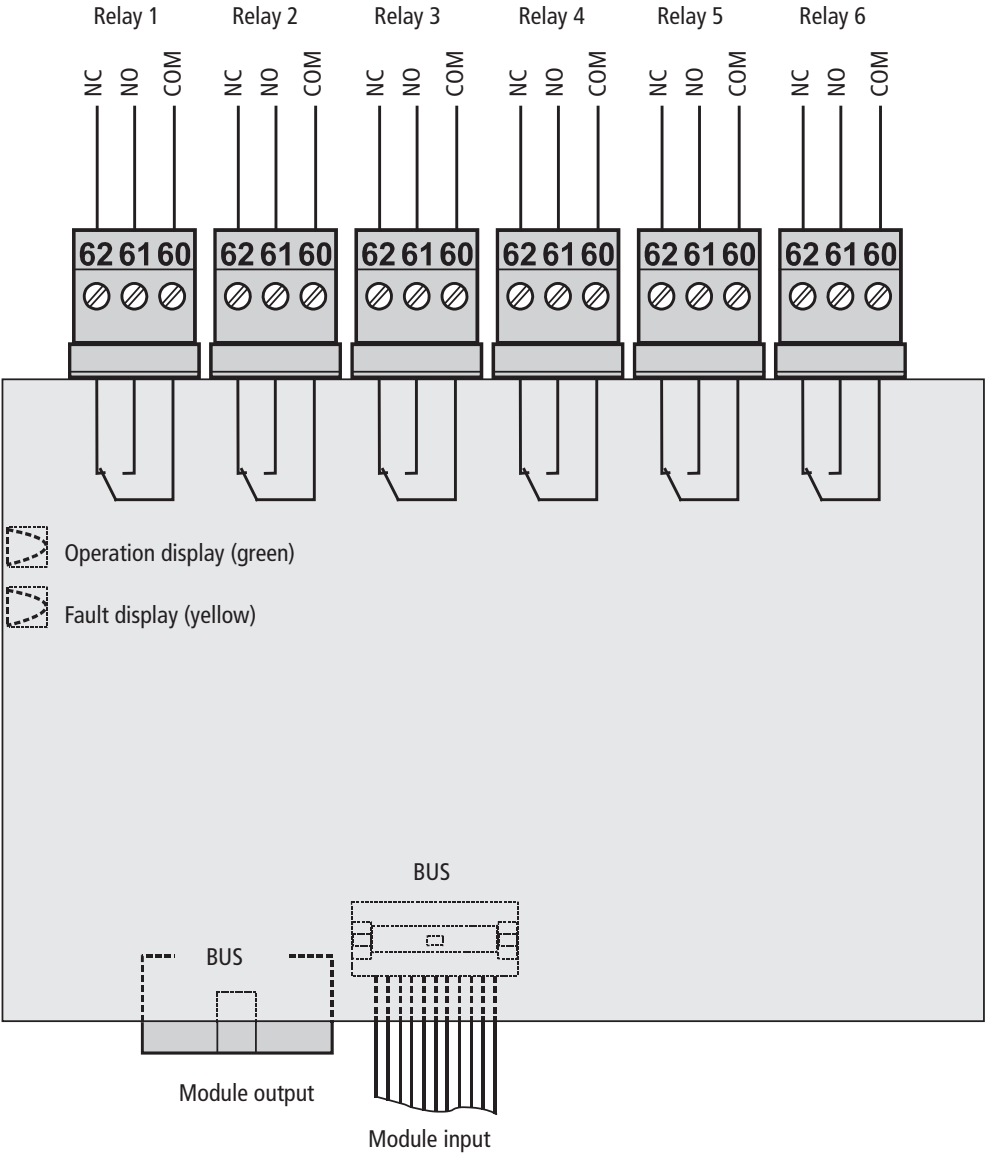 Relay 1 Relay 2 Relay 3 Relay 4 Relay 5 Relay 6
NC NO COM NC NO COM NC NO COM NC NO COM NC NO COM NC NO COM
62 61 60 62 61 60 62 61 60 62 61 60 62 61 60 62 61 60
Operation display (green)
Fault display (yellow)
BUS
BUS
Module output
Module input